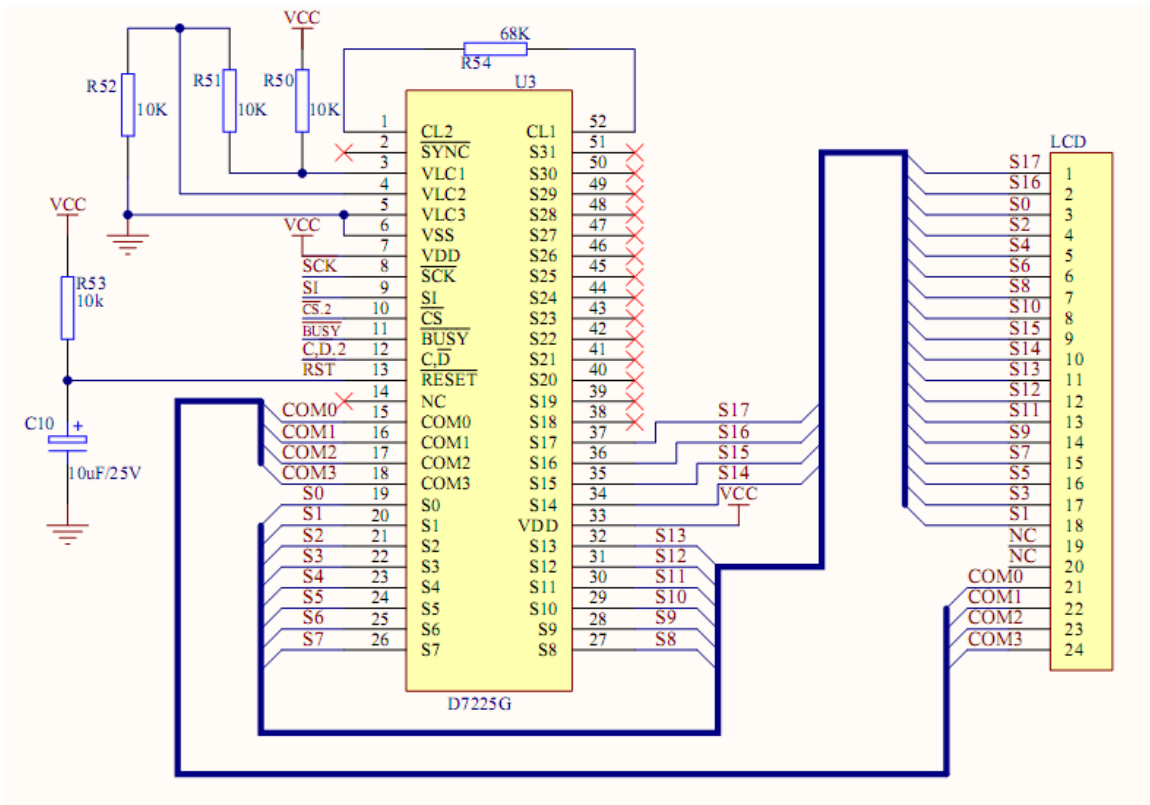 VCC
68K
R54
R52
10K
R51
10K
R50
10K
U3
1 CL2
2 SYNC
3 VLC1
4 VLC2
5 VLC3
6 VSS
VCC
7 VDD
SCK 8 SCK
SI 9 SI
CS.2 10 CS
BUSY 11 BUSY
C,D.2 12 C,D
RST 13 RESET
14 NC
COM0 15 COM0
COM1 16 COM1
COM2 17 COM2
COM3 18 COM3
S0 19 S0
S1 20 S1
S2 21 S2
S3 22 S3
S4 23 S4
S5 24 S5
S6 25 S6
S7 26 S7
VCC
R53
10k
C10
+
10uF/25V
CL1 52
S31 51
S30 50
S29 49
S28 48
S27 47
S26 46
S25 45
S24 44
S23 43
S22 42
S21 41
S20 40
S19 39
S18 38
S17 37 S17
S16 36 S16
S15 35 S15
S14 34 S14
VDD 33 VCC
S13 32 S13
S12 31 S12
S11 30 S11
S10 29 S10
S9 28 S9
S8 27 S8
D7225G
LCD
S17 1
S16 2
S0 3
S2 4
S4 5
S6 6
S8 7
S10 8
S15 9
S14 10
S13 11
S12 12
S11 13
S9 14
S7 15
S5 16
S3 17
S1 18
NC 19
NC 20
COM0 21
COM1 22
COM2 23
COM3 24